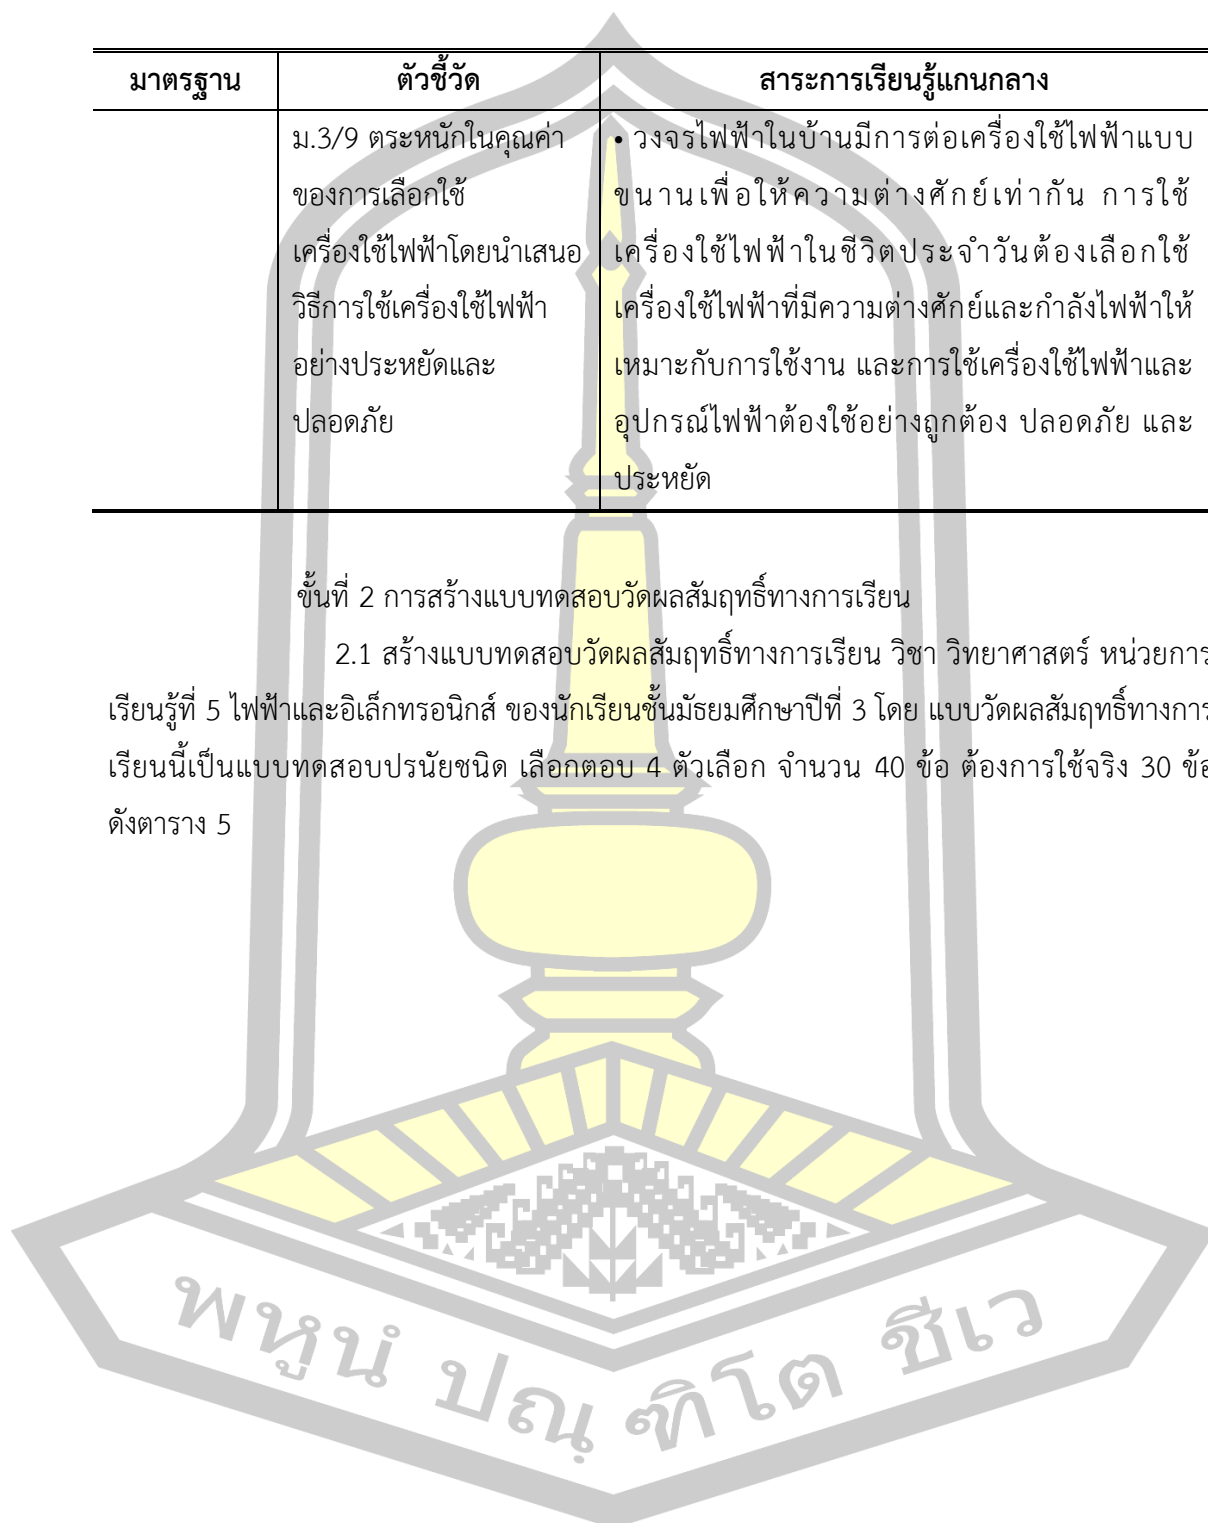 มาตรฐาน ตัวชี้วัด สาระการเรียนรู้แกนกลาง
ม.3/9 ตระหนักในคุณค่า
ของการเลือกใช้
เครื่องใช้ไฟฟ้าโดยนำเสนอ
วิธีการใช้เครื่องใช้ไฟฟ้า
อย่างประหยัดและ
ปลอดภัย
• วงจรไฟฟ้าในบ้านมีการต่อเครื่องใช้ไฟฟ้าแบบ
ขนานเพื่อให้ความต่างศักย์เท่ากัน การใช้
เครื่องใช้ไฟฟ้าในชีวิตประจำวันต้องเลือกใช้
เครื่องใช้ไฟฟ้าที่มีความต่างศักย์และกำลังไฟฟ้าให้
เหมาะกับการใช้งาน และการใช้เครื่องใช้ไฟฟ้าและ
อุปกรณ์ไฟฟ้าต้องใช้อย่างถูกต้อง ปลอดภัย และ
ประหยัด
ขั้นที่ 2 การสร้างแบบทดสอบวัดผลสัมฤทธิ์ทางการเรียน
2.1 สร้างแบบทดสอบวัดผลสัมฤทธิ์ทางการเรียน วิชา วิทยาศาสตร์ หน่วยการ
เรียนรู้ที่ 5 ไฟฟ้าและอิเล็กทรอนิกส์ ของนักเรียนชั้นมัธยมศึกษาปีที่ 3 โดย แบบวัดผลสัมฤทธิ์ทางการ
เรียนนี้เป็นแบบทดสอบปรนัยชนิด เลือกตอบ 4 ตัวเลือก จำนวน 40 ข้อ ต้องการใช้จริง 30 ข้อ
ดังตาราง 5
พหูนํ ปณฺฑิโต ชีเว